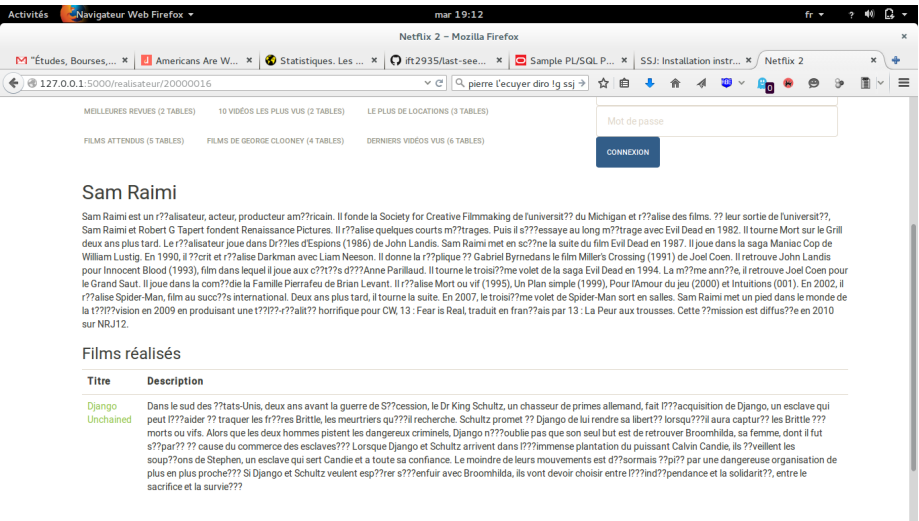 Activités Navigateur Web Firefox mar 19:12 fr ?
Netflix 2 – Mozilla Firefox
"Études, Bourses,... Americans Are W... Statistiques. Les ... ift2935/last-see... Sample PL/SQL P... SSJ: Installation instr... Netflix 2
127.0.0.1:5000/realisateur/20000016 pierre l'ecuyer diro !g ssj
MEILLEURES REVUES (2 TABLES) 10 VIDÉOS LES PLUS VUS (2 TABLES) LE PLUS DE LOCATIONS (3 TABLES)
Mot de passe
FILMS ATTENDUS (5 TABLES) FILMS DE GEORGE CLOONEY (4 TABLES) DERNIERS VIDÉOS VUS (6 TABLES)
CONNEXION
Sam Raimi
Sam Raimi est un r??alisateur, acteur, producteur am??ricain. Il fonde la Society for Creative Filmmaking de l'universit?? du Michigan et r??alise des films. ?? leur sortie de l'universit??,
Sam Raimi et Robert G Tapert fondent Renaissance Pictures. Il r??alise quelques courts m??trages. Puis il s???essaye au long m??trage avec Evil Dead en 1982. Il tourne Mort sur le Grill
deux ans plus tard. Le r??alisateur joue dans Dr??les d'Espions (1986) de John Landis. Sam Raimi met en sc??ne la suite du film Evil Dead en 1987. Il joue dans la saga Maniac Cop de
William Lustig. En 1990, il ??crit et r??alise Darkman avec Liam Neeson. Il donne la r??plique ?? Gabriel Byrnedans le film Miller's Crossing (1991) de Joel Coen. Il retrouve John Landis
pour Innocent Blood (1993), film dans lequel il joue aux c??t??s d???Anne Parillaud. Il tourne le troisi??me volet de la saga Evil Dead en 1994. La m??me ann??e, il retrouve Joel Coen pour
le Grand Saut. Il joue dans la com??die la Famille Pierrafeu de Brian Levant. Il r??alise Mort ou vif (1995), Un Plan simple (1999), Pour l'Amour du jeu (2000) et Intuitions (001). En 2002, il
r??alise Spider-Man, film au succ??s international. Deux ans plus tard, il tourne la suite. En 2007, le troisi??me volet de Spider-Man sort en salles. Sam Raimi met un pied dans le monde de
la t??l??vision en 2009 en produisant une t??l??-r??alit?? horrifique pour CW, 13 : Fear is Real, traduit en fran??ais par 13 : La Peur aux trousses. Cette ??mission est diffus??e en 2010
sur NRJ12.
Films réalisés
Titre Description
Django Unchained
Dans le sud des ??tats-Unis, deux ans avant la guerre de S??cession, le Dr King Schultz, un chasseur de primes allemand, fait l???acquisition de Django, un esclave qui
peut l???aider ?? traquer les fr??res Brittle, les meurtriers qu???il recherche. Schultz promet ?? Django de lui rendre sa libert?? lorsqu???il aura captur?? les Brittle ???
morts ou vifs. Alors que les deux hommes pistent les dangereux criminels, Django n???oublie pas que son seul but est de retrouver Broomhilda, sa femme, dont il fut
s??par?? ?? cause du commerce des esclaves??? Lorsque Django et Schultz arrivent dans l???immense plantation du puissant Calvin Candie, ils ??veillent les
soup??ons de Stephen, un esclave qui sert Candie et a toute sa confiance. Le moindre de leurs mouvements est d??sormais ??pi?? par une dangereuse organisation de
plus en plus proche??? Si Django et Schultz veulent esp??rer s???enfuir avec Broomhilda, ils vont devoir choisir entre l???ind??pendance et la solidarit??, entre le
sacrifice et la survie???